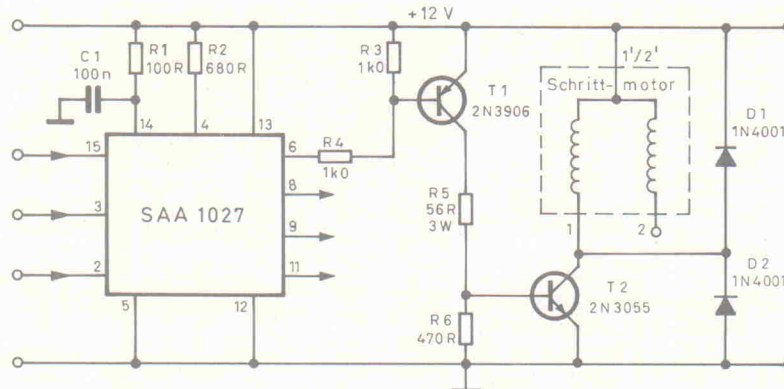 +12 V
C1
100n
R1
100R
R2
680R
R3
1k0
T1
2N3906
1'/2'
Schritt-motor
D1
1N4001
14
4
13
15
6
R4
1k0
8
3
SAA 1027
9
R5
56R
3W
1
2
2
11
D2
1N4001
T2
2N3055
5
12
R6
470R